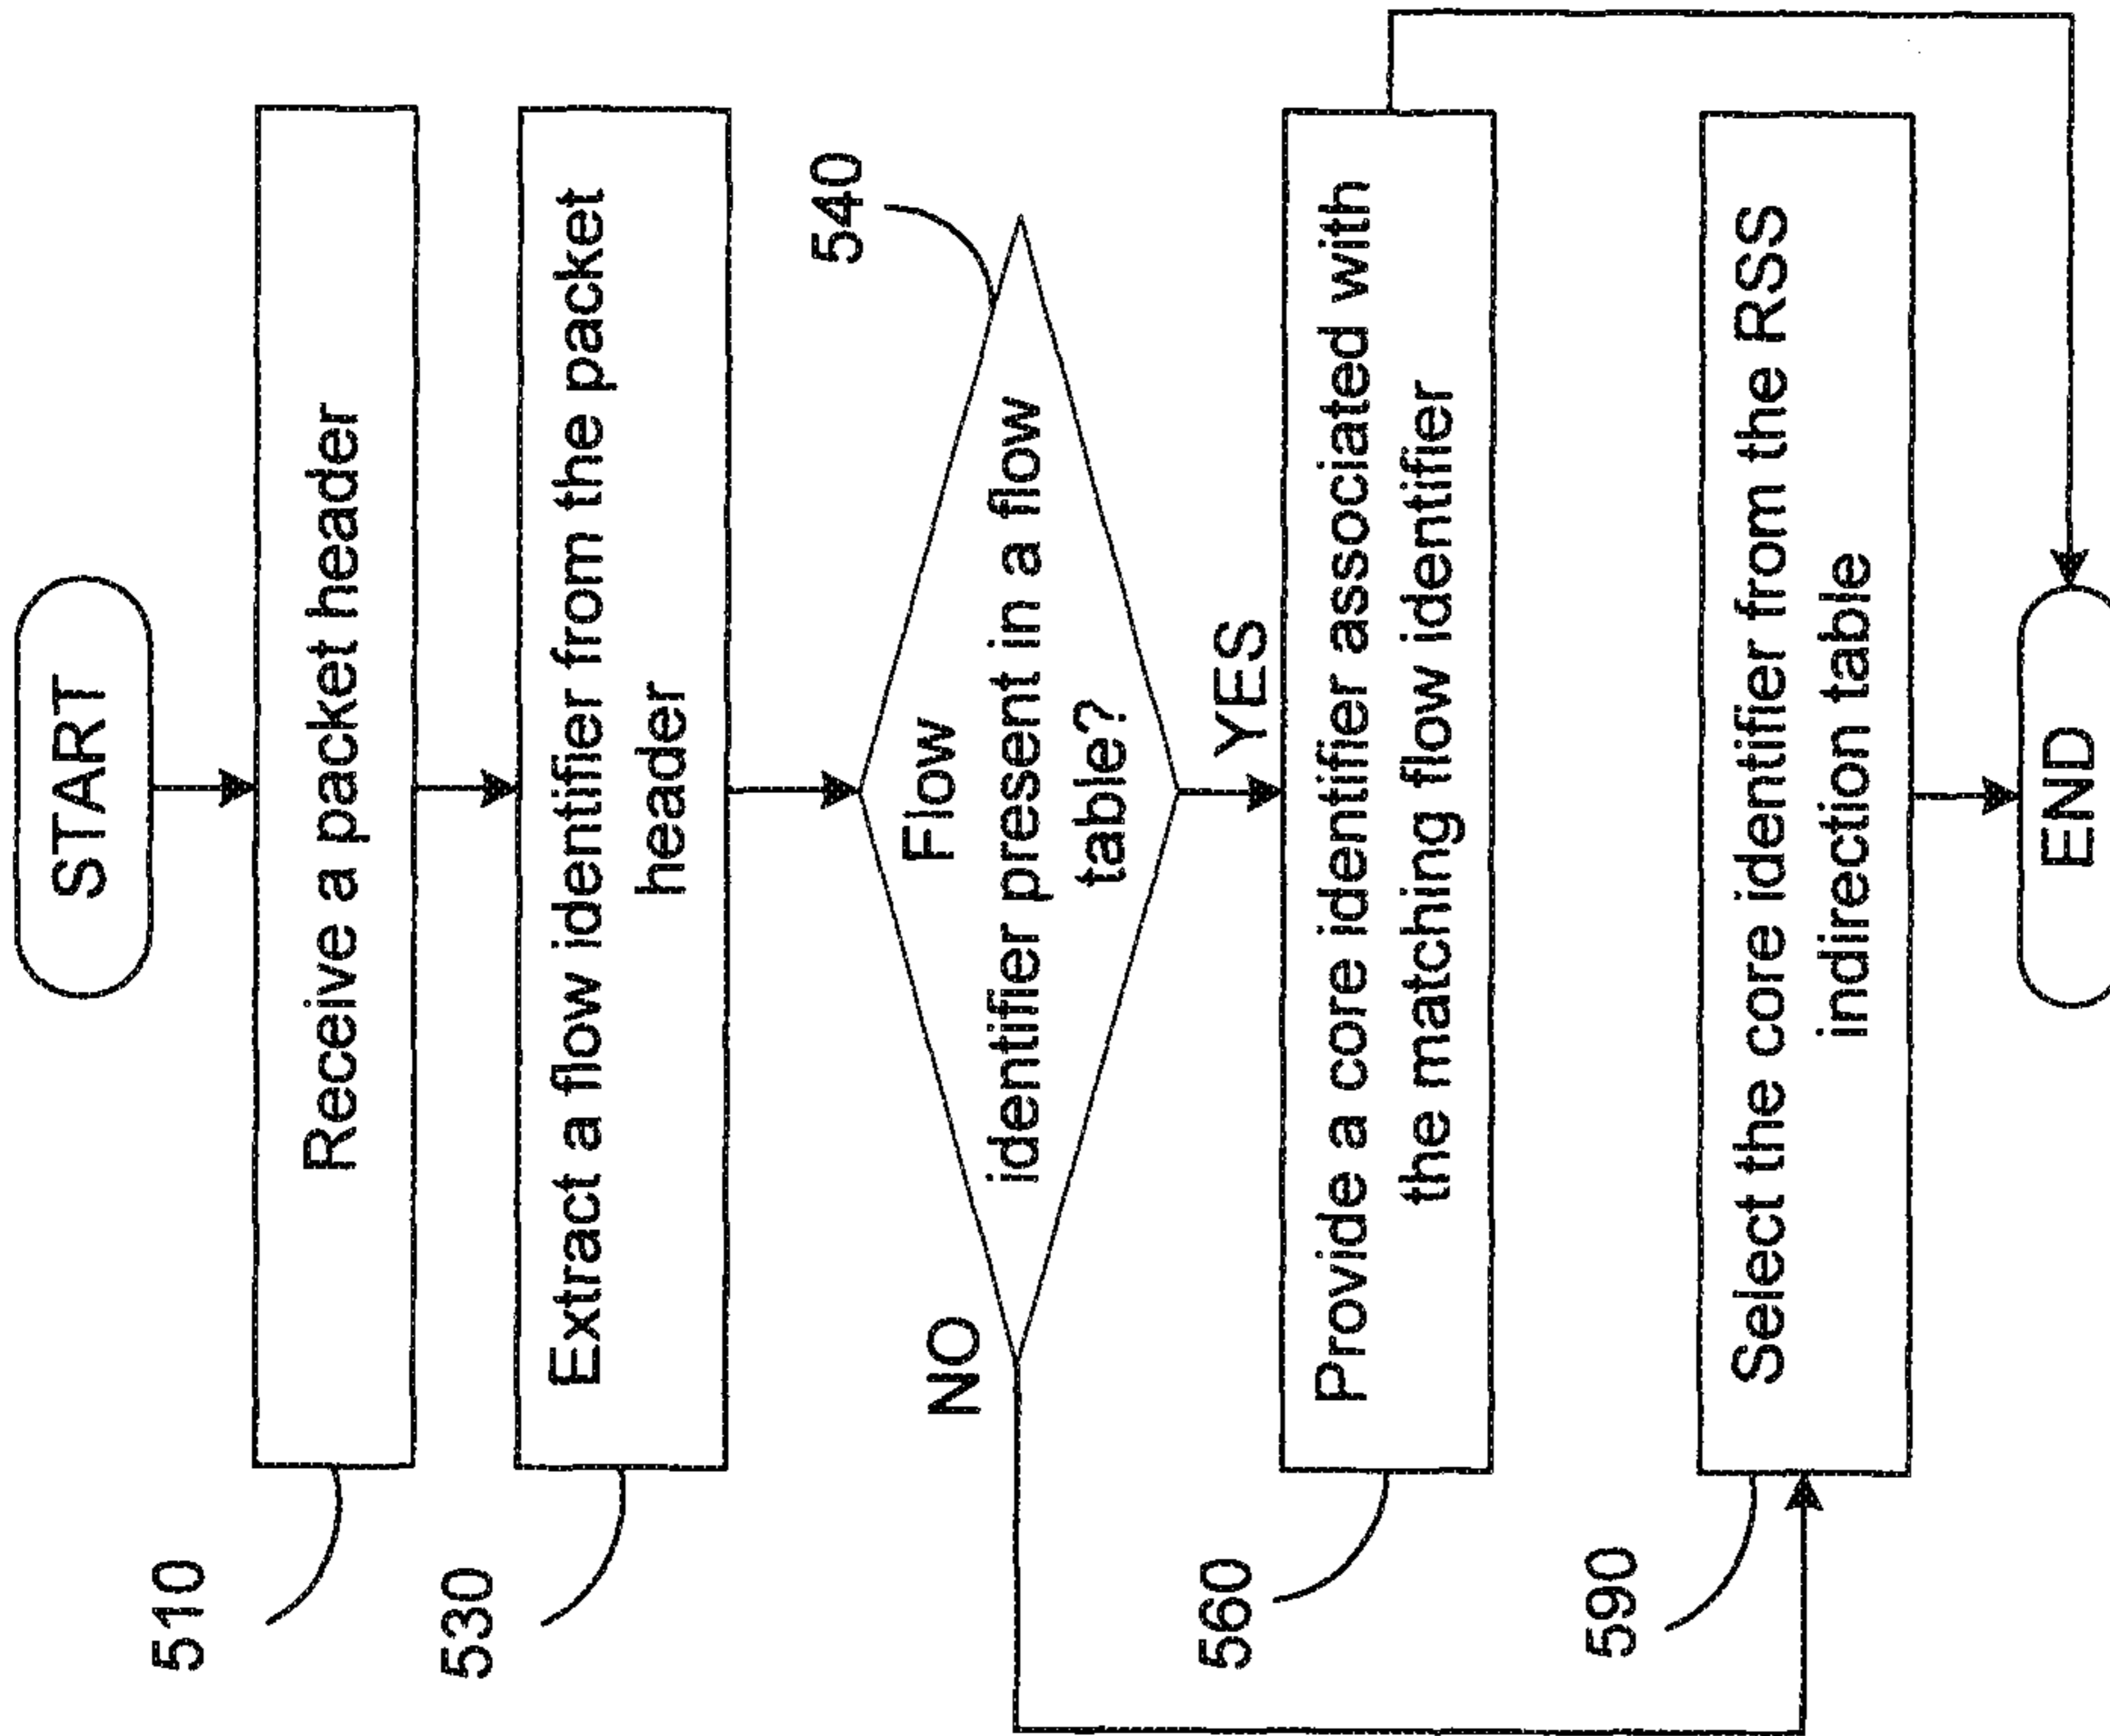 START
510
Receive a packet header
530
Extract a flow identifier from the packet
header
540
Flow
identifier present in a flow
table?
NO
YES
560
Provide a core identifier associated with
the matching flow identifier
590
Select the core identifier from the RSS
indirection table
END